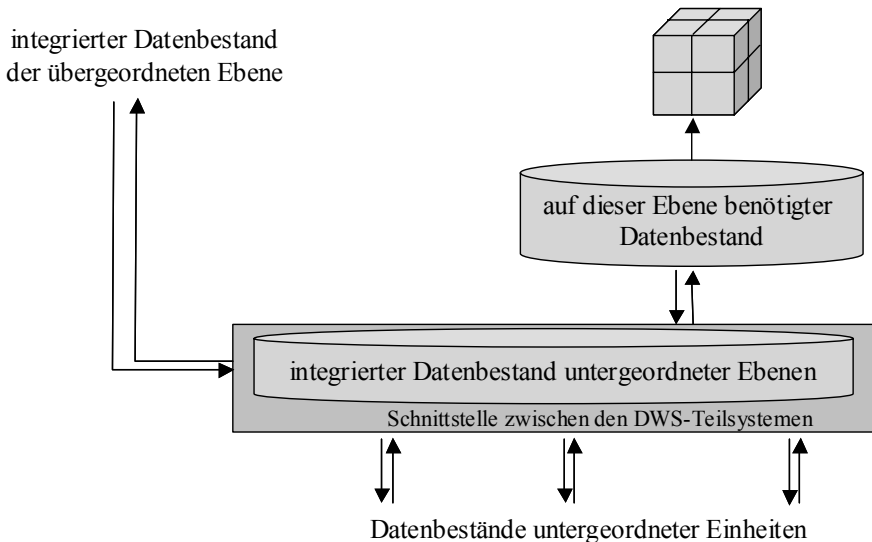 integrierter Datenbestand
der übergeordneten Ebene
auf dieser Ebene benötigter
Datenbestand
integrierter Datenbestand untergeordneter Ebenen
Schnittstelle zwischen den DWS-Teilsystemen
Datenbestände untergeordneter Einheiten